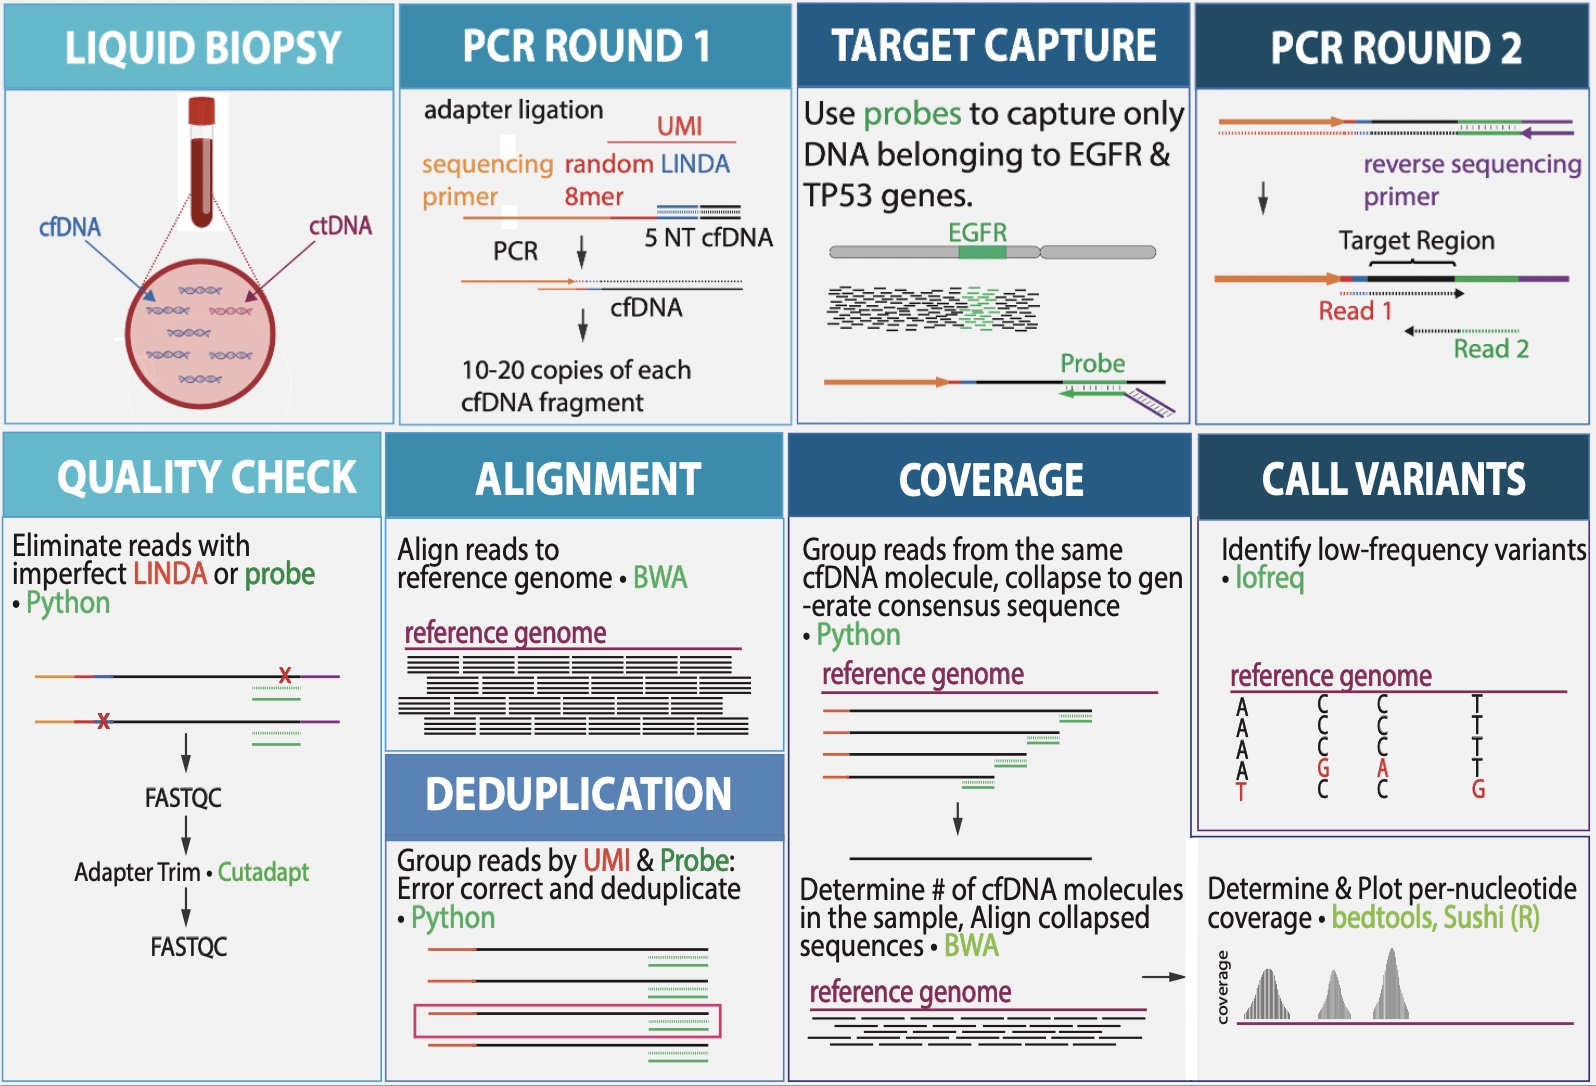 LIQUID BIOPSY
cfDNA
ctDNA
PCR ROUND 1
adapter ligation
UMI
sequencing random LINDA
primer 8mer
5 NT cfDNA
PCR
cfDNA
10-20 copies of each
cfDNA fragment
TARGET CAPTURE
Use probes to capture only
DNA belonging to EGFR &
TP53 genes.
EGFR
Probe
PCR ROUND 2
reverse sequencing
primer
Target Region
Read 1
Read 2
QUALITY CHECK
Eliminate reads with
imperfect LINDA or probe
• Python
X
X
FASTQC
Adapter Trim • Cutadapt
FASTQC
ALIGNMENT
Align reads to
reference genome • BWA
reference genome
DEDUPLICATION
Group reads by UMI & Probe:
Error correct and deduplicate
• Python
COVERAGE
Group reads from the same
cfDNA molecule, collapse to gen
-erate consensus sequence
• Python
reference genome
Determine # of cfDNA molecules
in the sample, Align collapsed
sequences • BWA
reference genome
CALL VARIANTS
Identify low-frequency variants
• lofreq
reference genome
A C C T
A C C T
A C C T
A G A T
T C C G
Determine & Plot per-nucleotide
coverage • bedtools, Sushi (R)
coverage